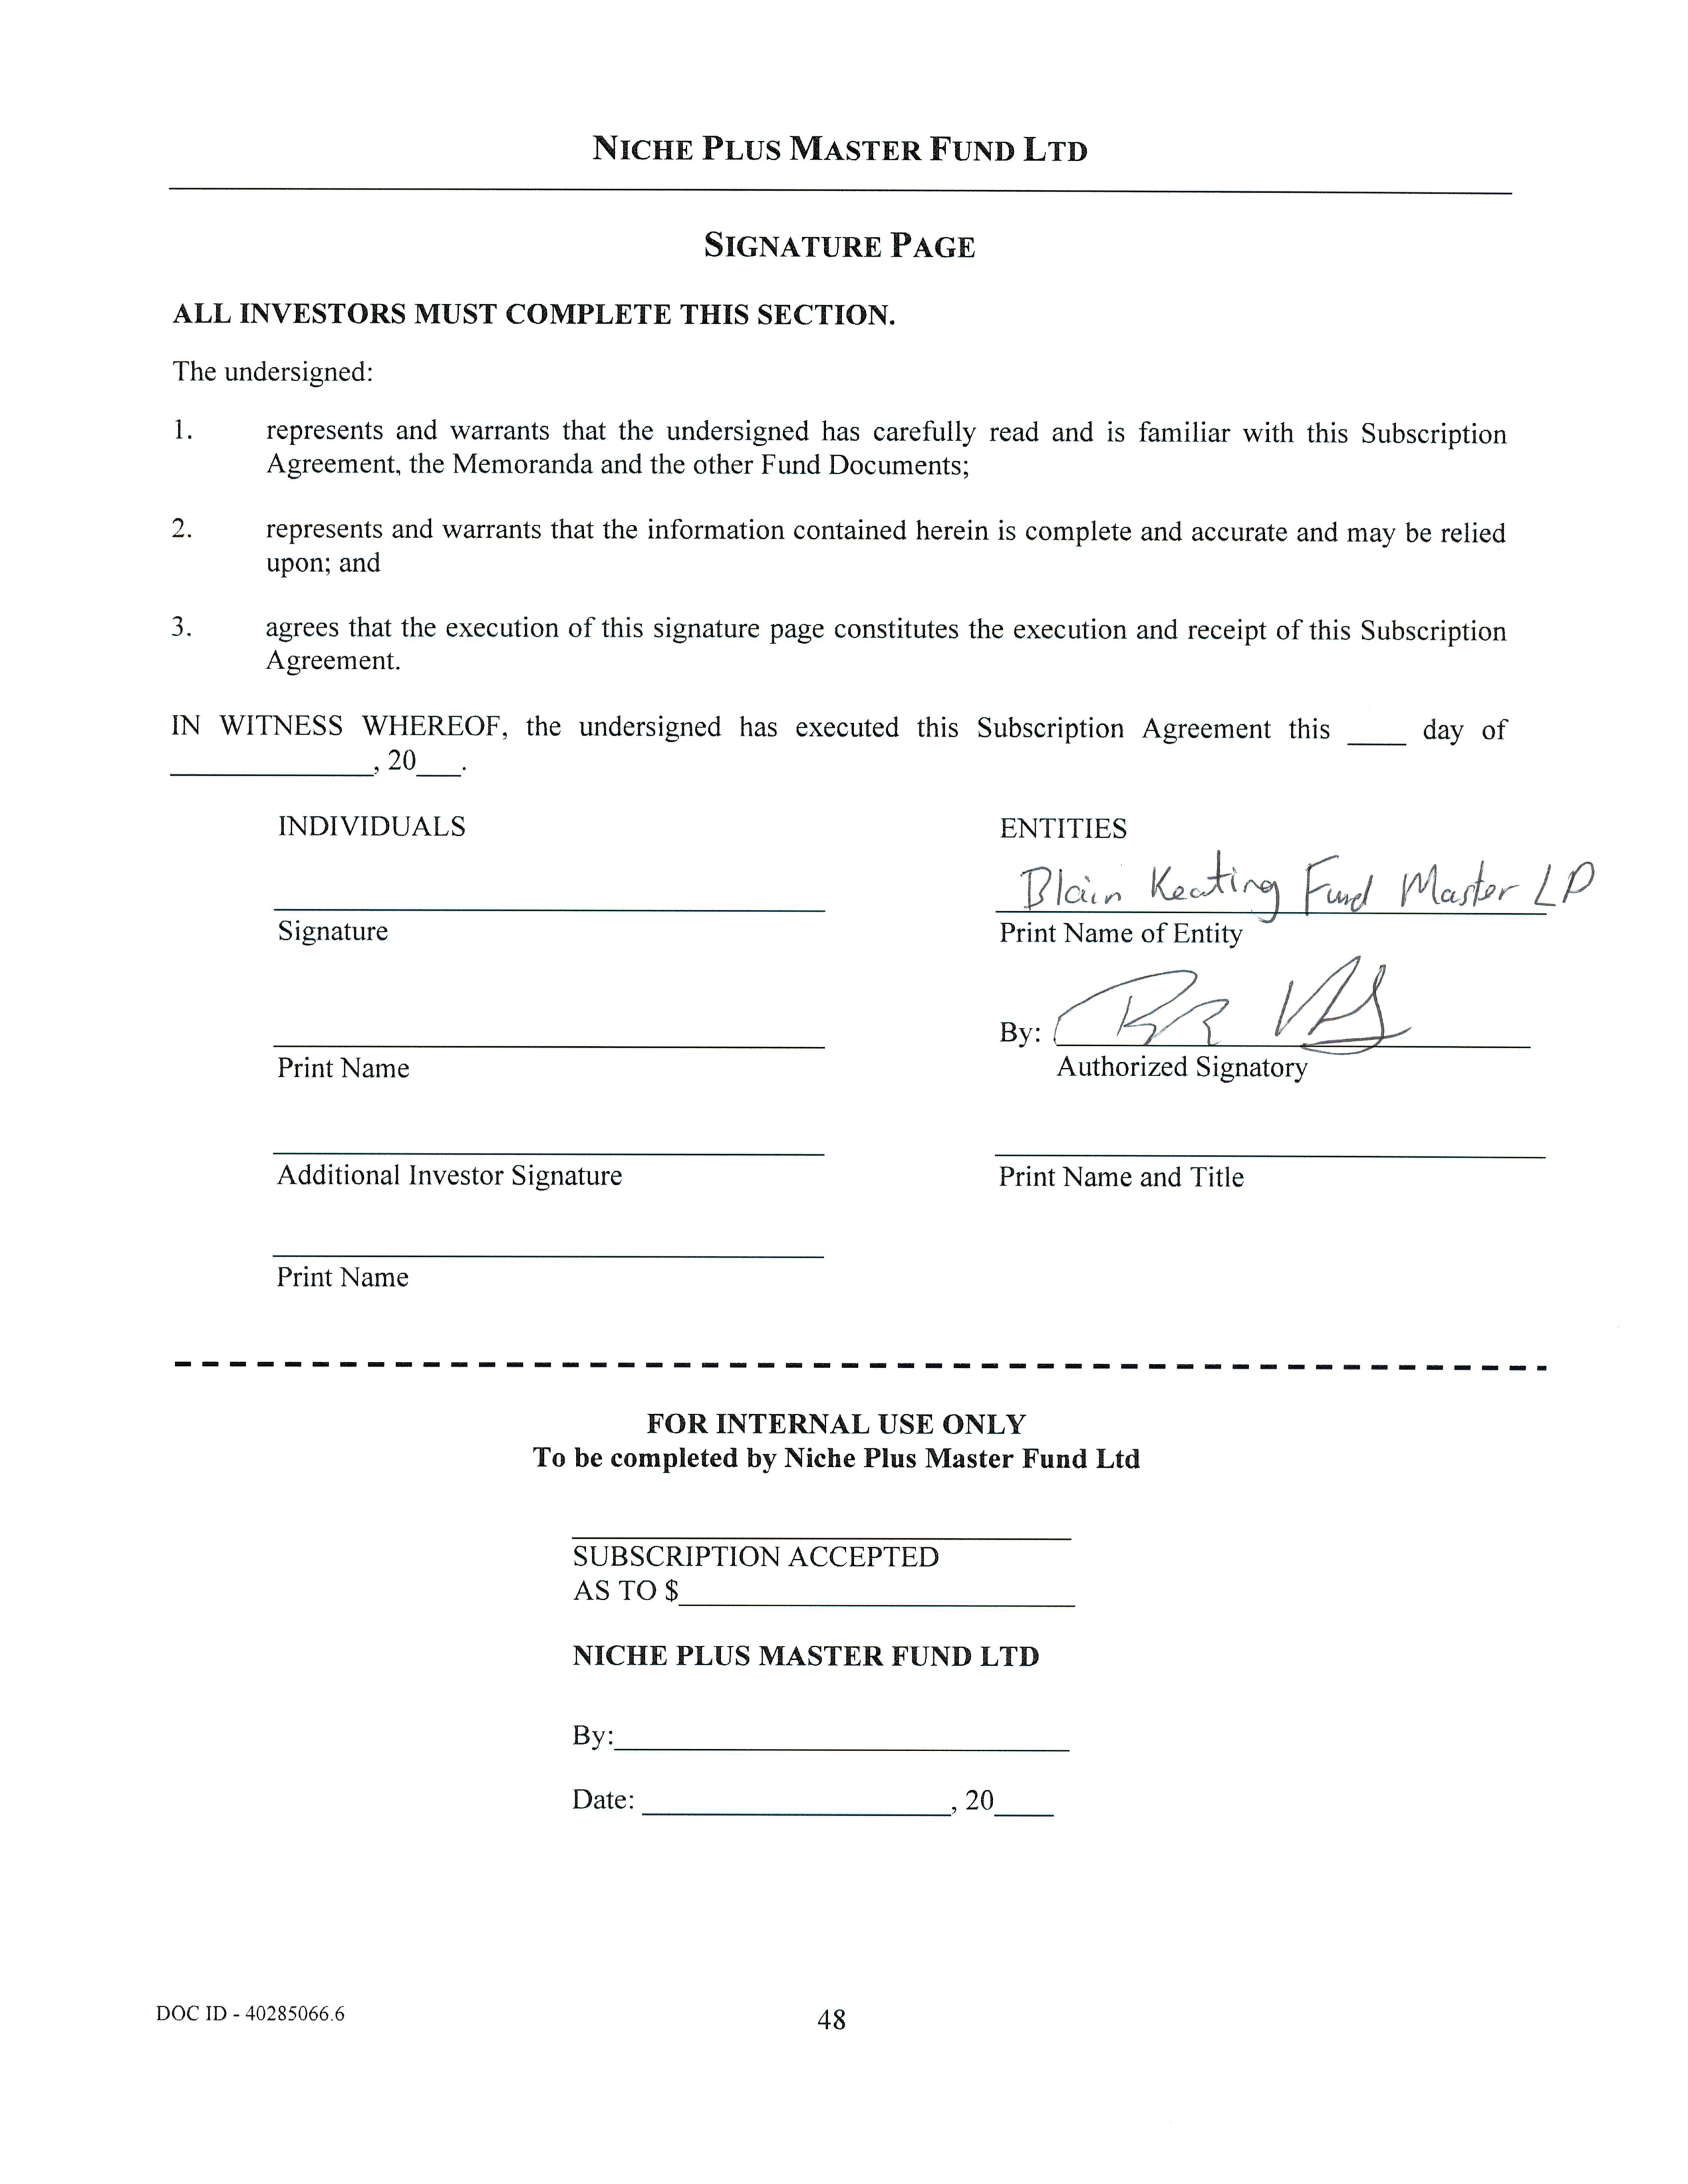 NICHE PLUS MASTER FUND LTD
SIGNATURE PAGE
ALL INVESTORS MUST COMPLETE THIS SECTION.
The undersigned:
1. represents and warrants that the undersigned has carefully read and is familiar with this Subscription
Agreement, the Memoranda and the other Fund Documents;
2. represents and warrants that the information contained herein is complete and accurate and may be relied
upon; and
3. agrees that the execution of this signature page constitutes the execution and receipt of this Subscription
Agreement.
IN WITNESS WHEREOF, the undersigned has executed this Subscription Agreement this ____ day of
______________, 20___.
INDIVIDUALS
Signature
Print Name
Additional Investor Signature
Print Name
ENTITIES
Blain Keating Fund Master LP
Print Name of Entity
By:
Authorized Signatory
Print Name and Title
FOR INTERNAL USE ONLY
To be completed by Niche Plus Master Fund Ltd
SUBSCRIPTION ACCEPTED
AS TO $____________________
NICHE PLUS MASTER FUND LTD
By:____________________
Date: ____________________, 20____
DOC ID - 40285066.6
48